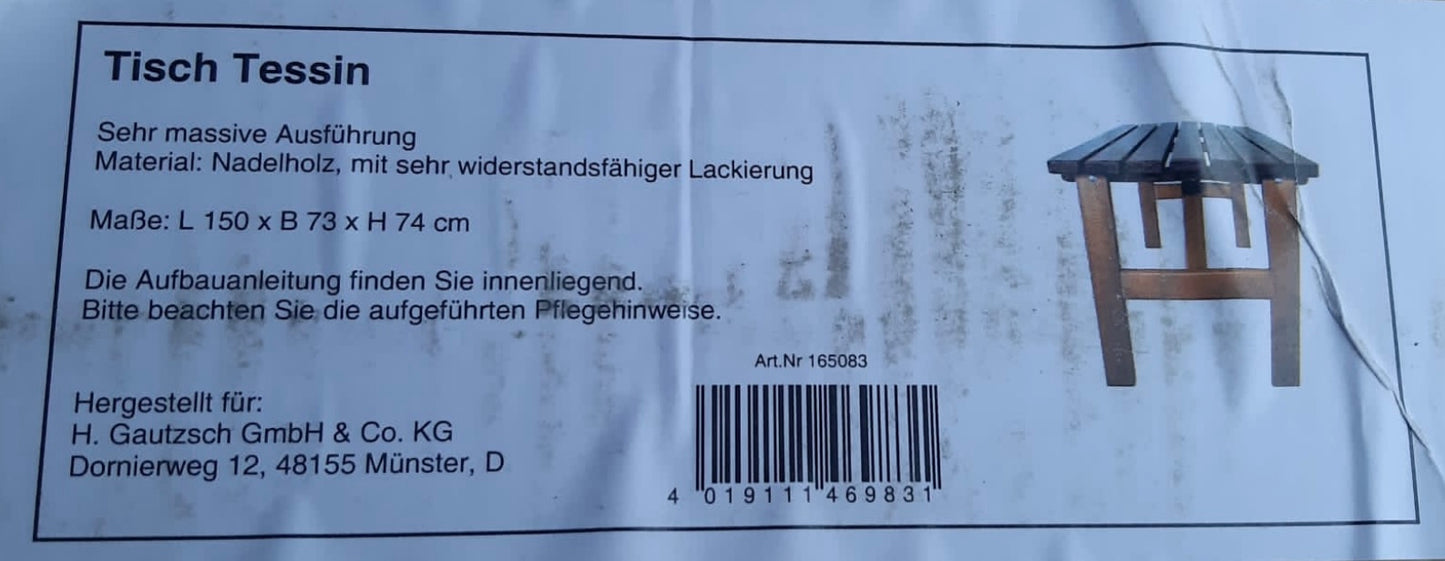 Tisch Tessin
Sehr massive Ausführung
Material: Nadelholz, mit sehr widerstandsfähiger Lackierung
Maße: L 150 x B 73 x H 74 cm
Die Aufbauanleitung finden Sie innenliegend.
Bitte beachten Sie die aufgeführten Pflegehinweise.
Art.Nr 165083
Hergestellt für:
H. Gautzsch GmbH & Co. KG
Dornierweg 12, 48155 Münster, D
4 019111 469831